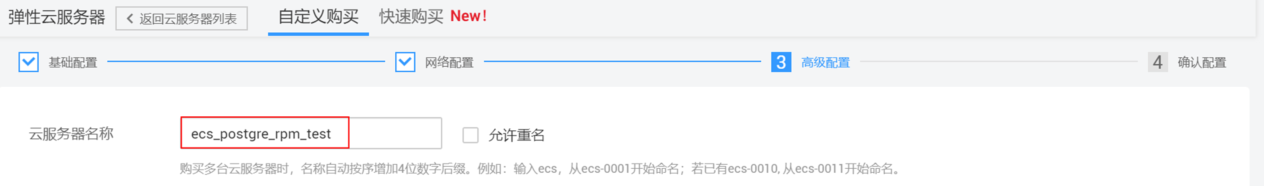 弹性云服务器 < 返回云服务器列表 自定义购买 快速购买 New!
基础配置 网络配置 3 高级配置 4 确认配置
云服务器名称 ecs_postgre_rpm_test 允许重名
购买多台云服务器时，名称自动按序增加4位数字后缀。例如：输入ecs，从ecs-0001开始命名；若已有ecs-0010, 从ecs-0011开始命名。